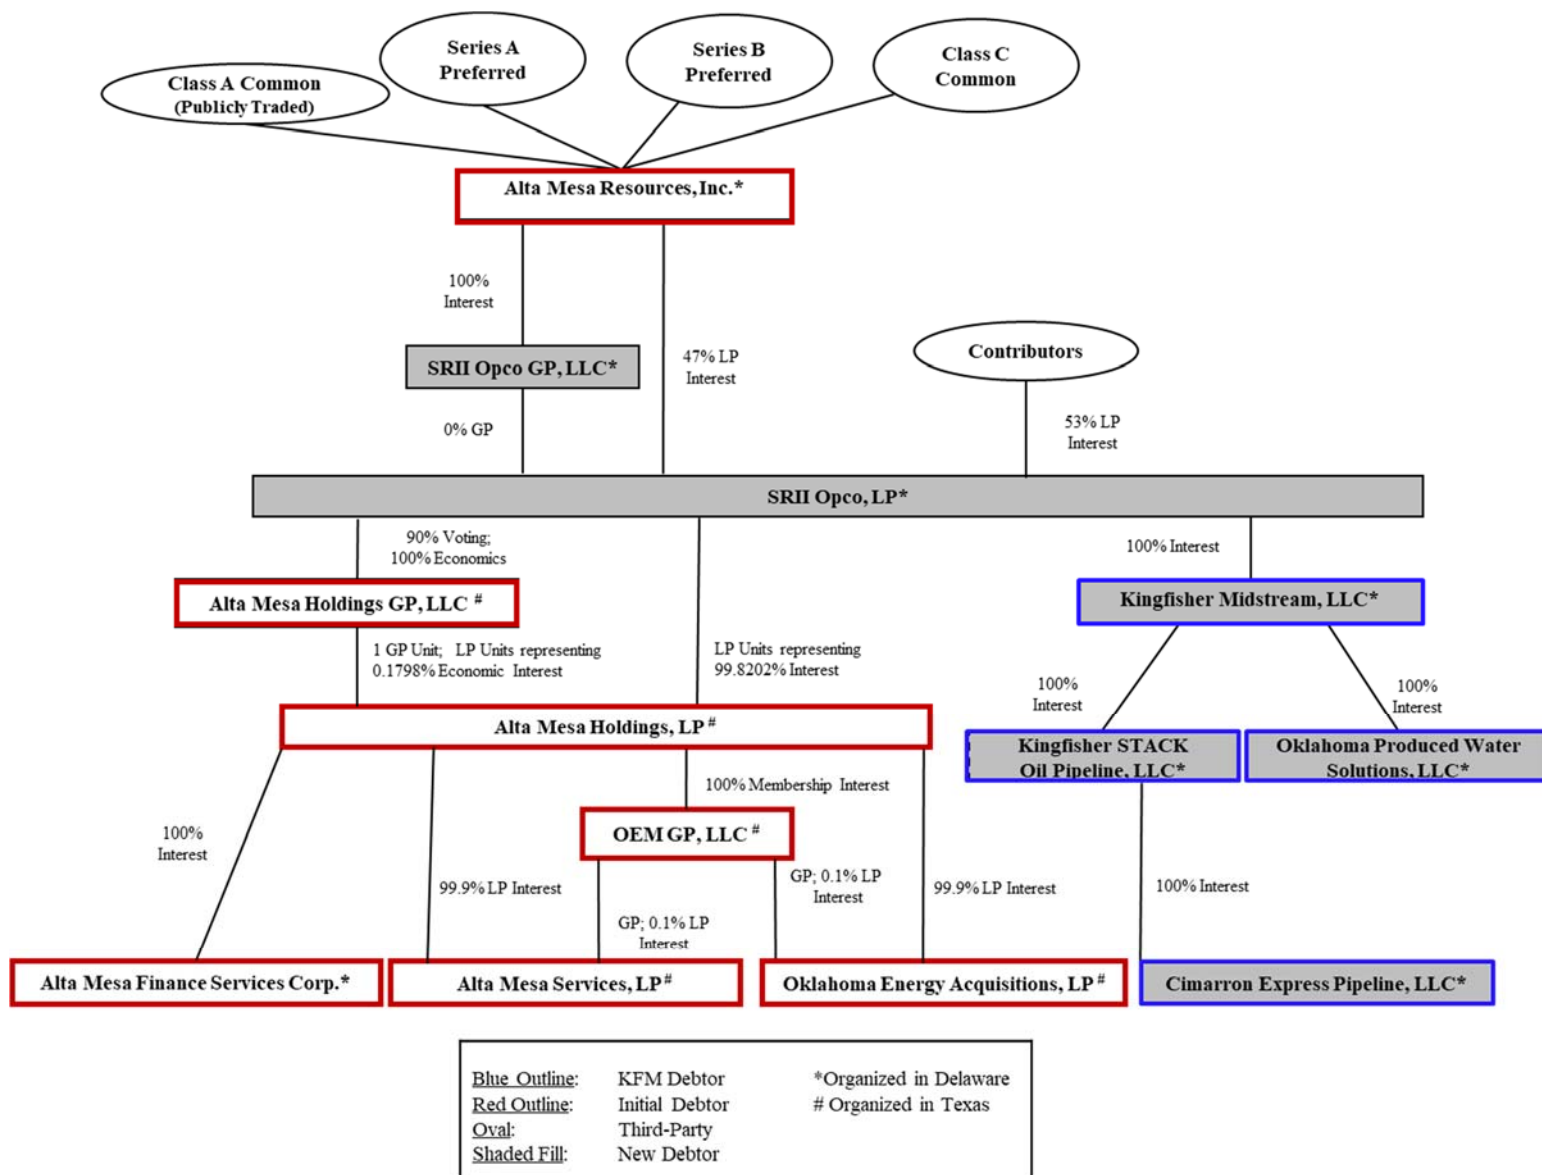 Series A
Preferred
Series B
Preferred
Class C
Common
Class A Common
(Publicly Traded)
Alta Mesa Resources, Inc.*
100%
Interest
47% LP
Interest
SRII Opco GP, LLC*
Contributors
0% GP
53% LP
Interest
SRII Opco, LP*
90% Voting;
100% Economics
100% Interest
Alta Mesa Holdings GP, LLC #
Kingfisher Midstream, LLC*
1 GP Unit; LP Units representing
0.1798% Economic Interest
LP Units representing
99.8202% Interest
100%
Interest
100%
Interest
Alta Mesa Holdings, LP #
Kingfisher STACK
Oil Pipeline, LLC*
Oklahoma Produced Water
Solutions, LLC*
100% Membership Interest
OEM GP, LLC #
100%
Interest
99.9% LP Interest
GP; 0.1% LP
Interest
GP; 0.1% LP
Interest
99.9% LP Interest
100% Interest
Alta Mesa Finance Services Corp.*
Alta Mesa Services, LP #
Oklahoma Energy Acquisitions, LP #
Cimarron Express Pipeline, LLC*
Blue Outline: KFM Debtor *Organized in Delaware
Red Outline: Initial Debtor # Organized in Texas
Oval: Third-Party
Shaded Fill: New Debtor